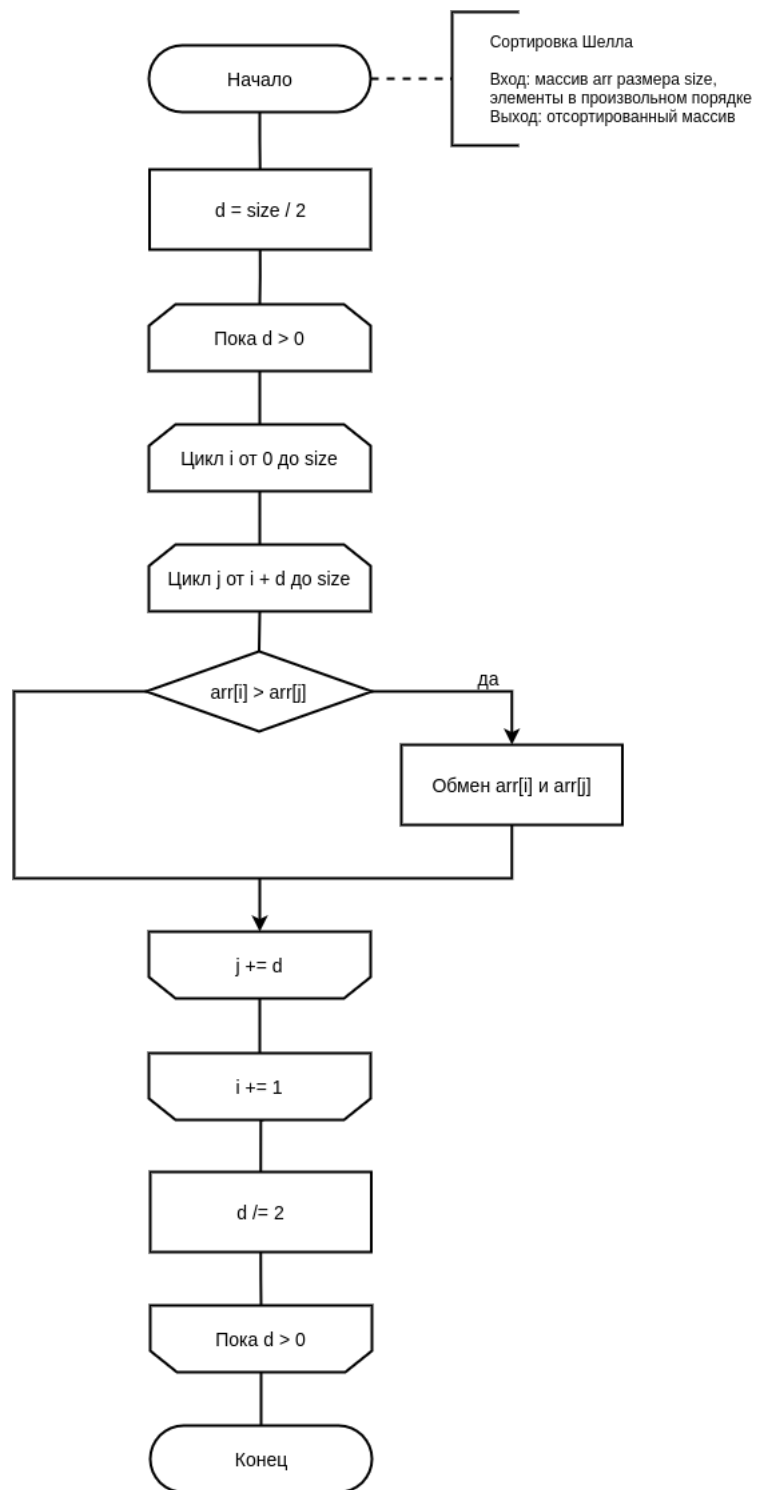 Начало
Сортировка Шелла
Вход: массив arr размера size,
элементы в произвольном порядке
Выход: отсортированный массив
d = size / 2
Пока d > 0
Цикл i от 0 до size
Цикл j от i + d до size
arr[i] > arr[j]
да
Обмен arr[i] и arr[j]
j += d
i += 1
d /= 2
Пока d > 0
Конец